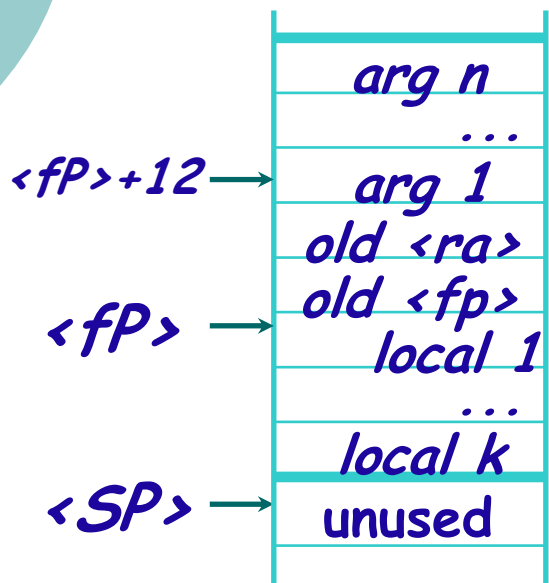 arg n
...
<fP>+12
arg 1
old <ra>
old <fp>
<fP>
local 1
...
local k
<SP>
unused